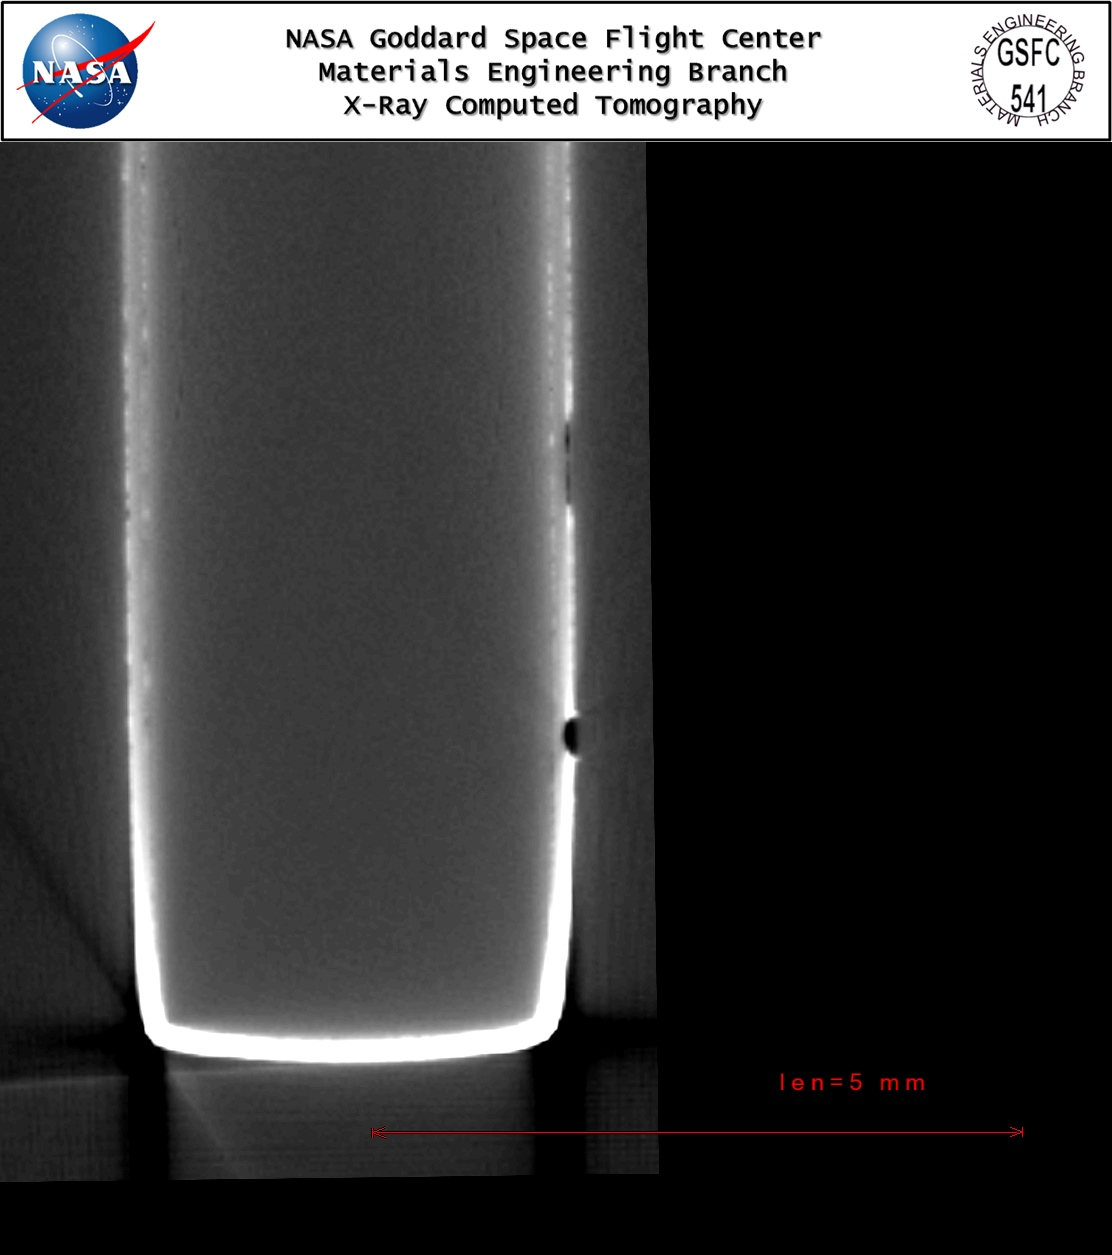 NASA
NASA Goddard Space Flight Center
Materials Engineering Branch
X-Ray Computed Tomography
MATERIALS ENGINEERING BRANCH
GSFC
541
len=5 mm